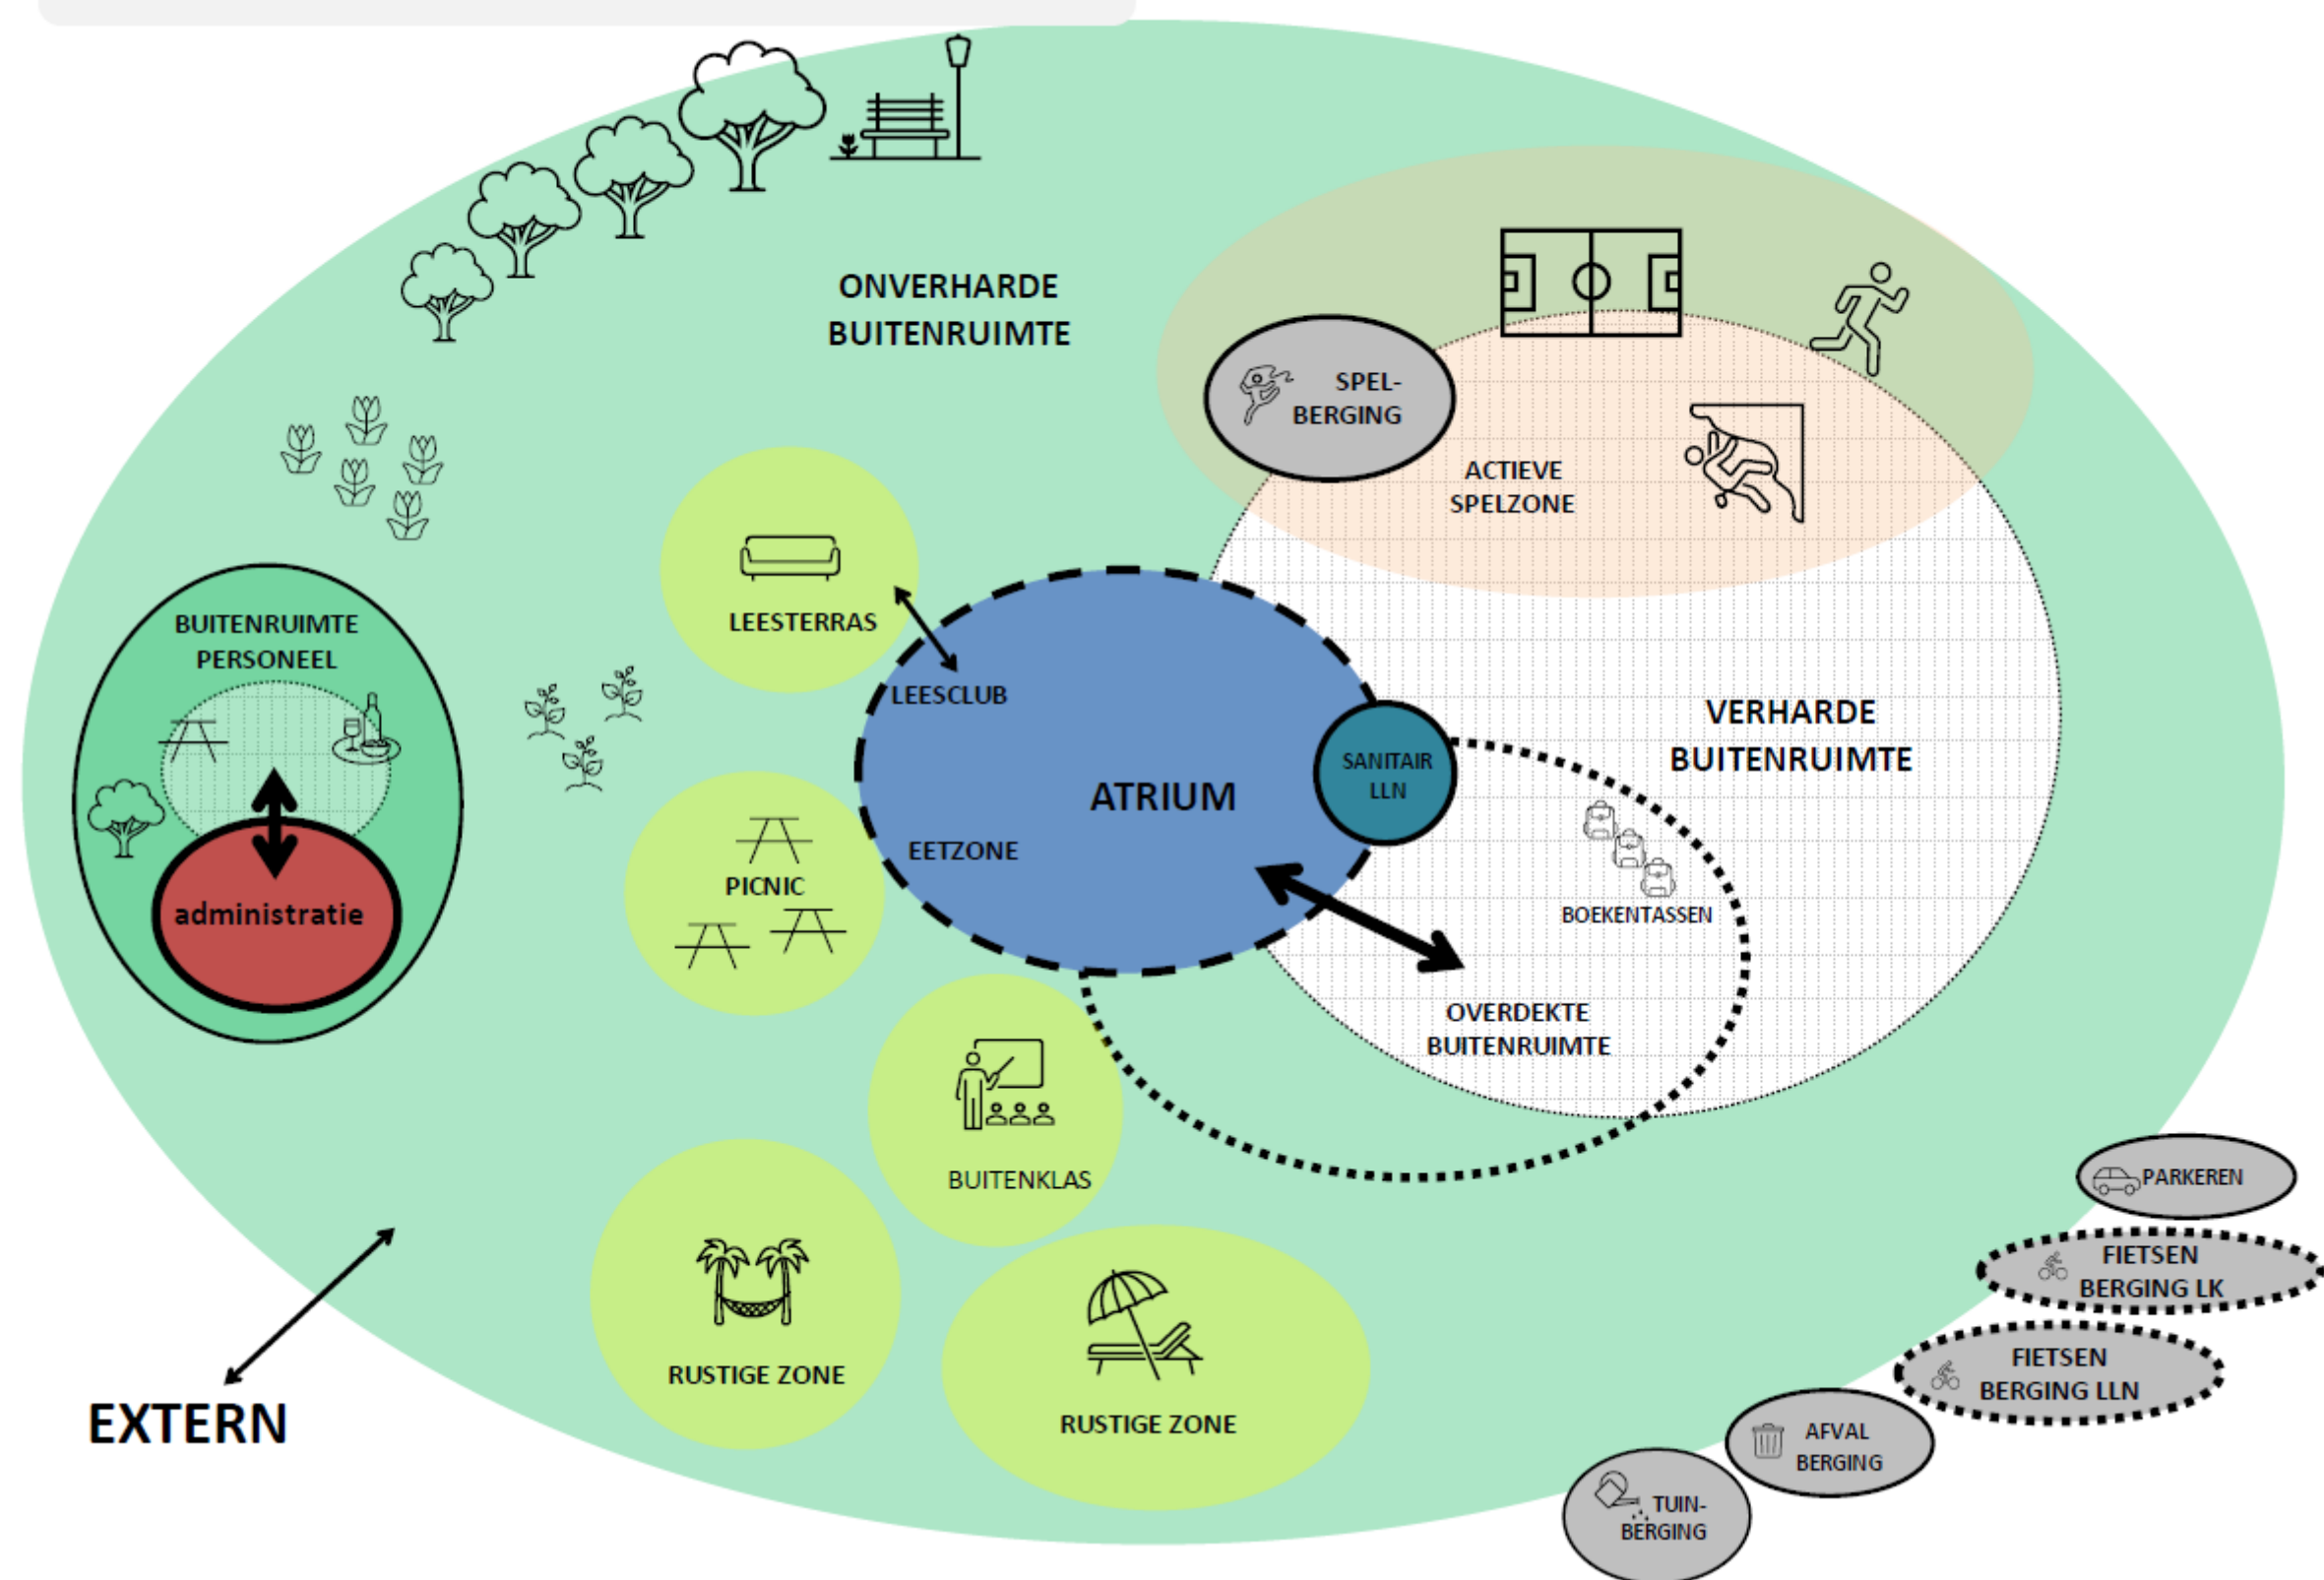 ONVERHARDE
BUITENRUIMTE
SPEL-
BERGING
ACTIEVE
SPELZONE
BUITENRUIMTE
PERSONEEL
LEESTERRAS
LEESCLUB
VERHARDE
BUITENRUIMTE
SANITAIR
LLN
ATRIUM
EETZONE
PICNIC
administratie
BOEKENTASSEN
OVERDEKTE
BUITENRUIMTE
BUITENKLAS
PARKEREN
FIETSEN
BERGING LK
FIETSEN
BERGING LLN
RUSTIGE ZONE
RUSTIGE ZONE
EXTERN
AFVAL
BERGING
TUIN-
BERGING